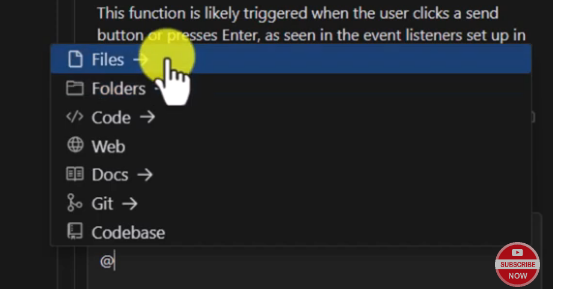 This function is likely triggered when the user clicks a send
button or presses Enter, as seen in the event listeners set up in
Files →
Folders
Code →
Web
Docs →
Git →
Codebase
@
SUBSCRIBE
NOW